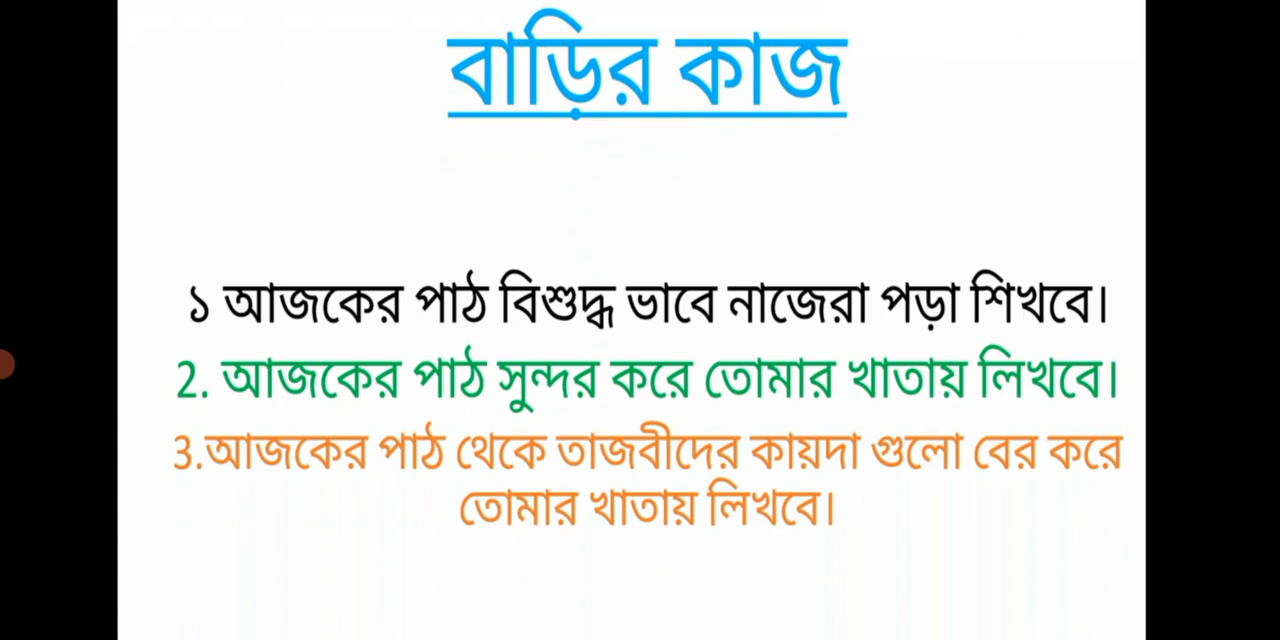 বাড়ির কাজ
১ আজকের পাঠ বিশুদ্ধ ভাবে নাজেরা পড়া শিখবে।
2. আজকের পাঠ সুন্দর করে তোমার খাতায় লিখবে।
3.আজকের পাঠ থেকে তাজবীদের কায়দা গুলো বের করে
তোমার খাতায় লিখবে।